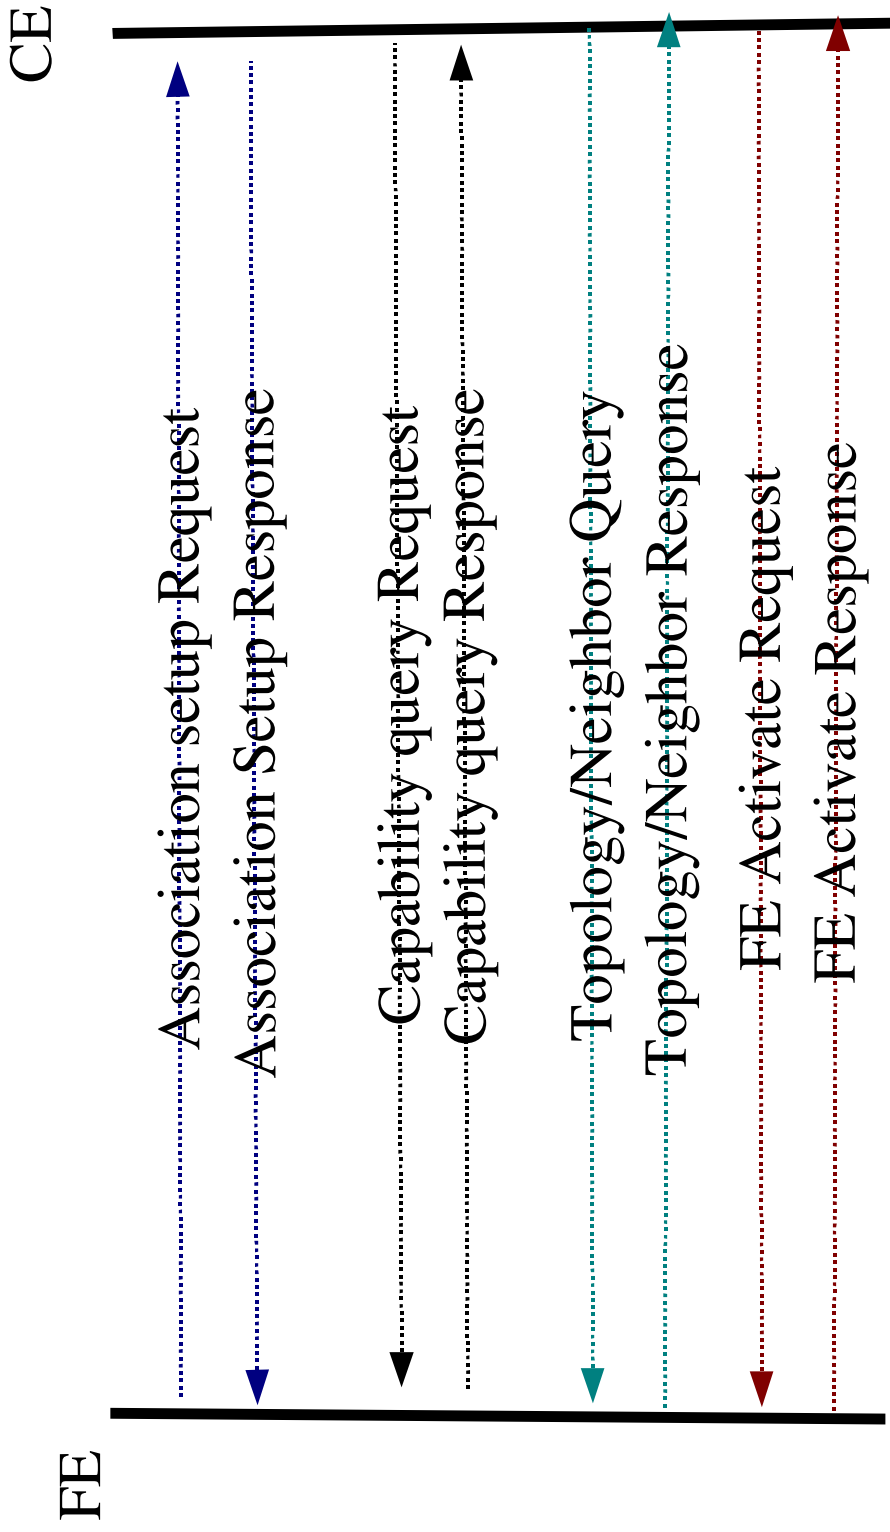 FE
CE
Association setup Request
Association Setup Response
Capability query Request
Capability query Response
Topology/Neighbor Query
Topology/Neighbor Response
FE Activate Request
FE Activate Response